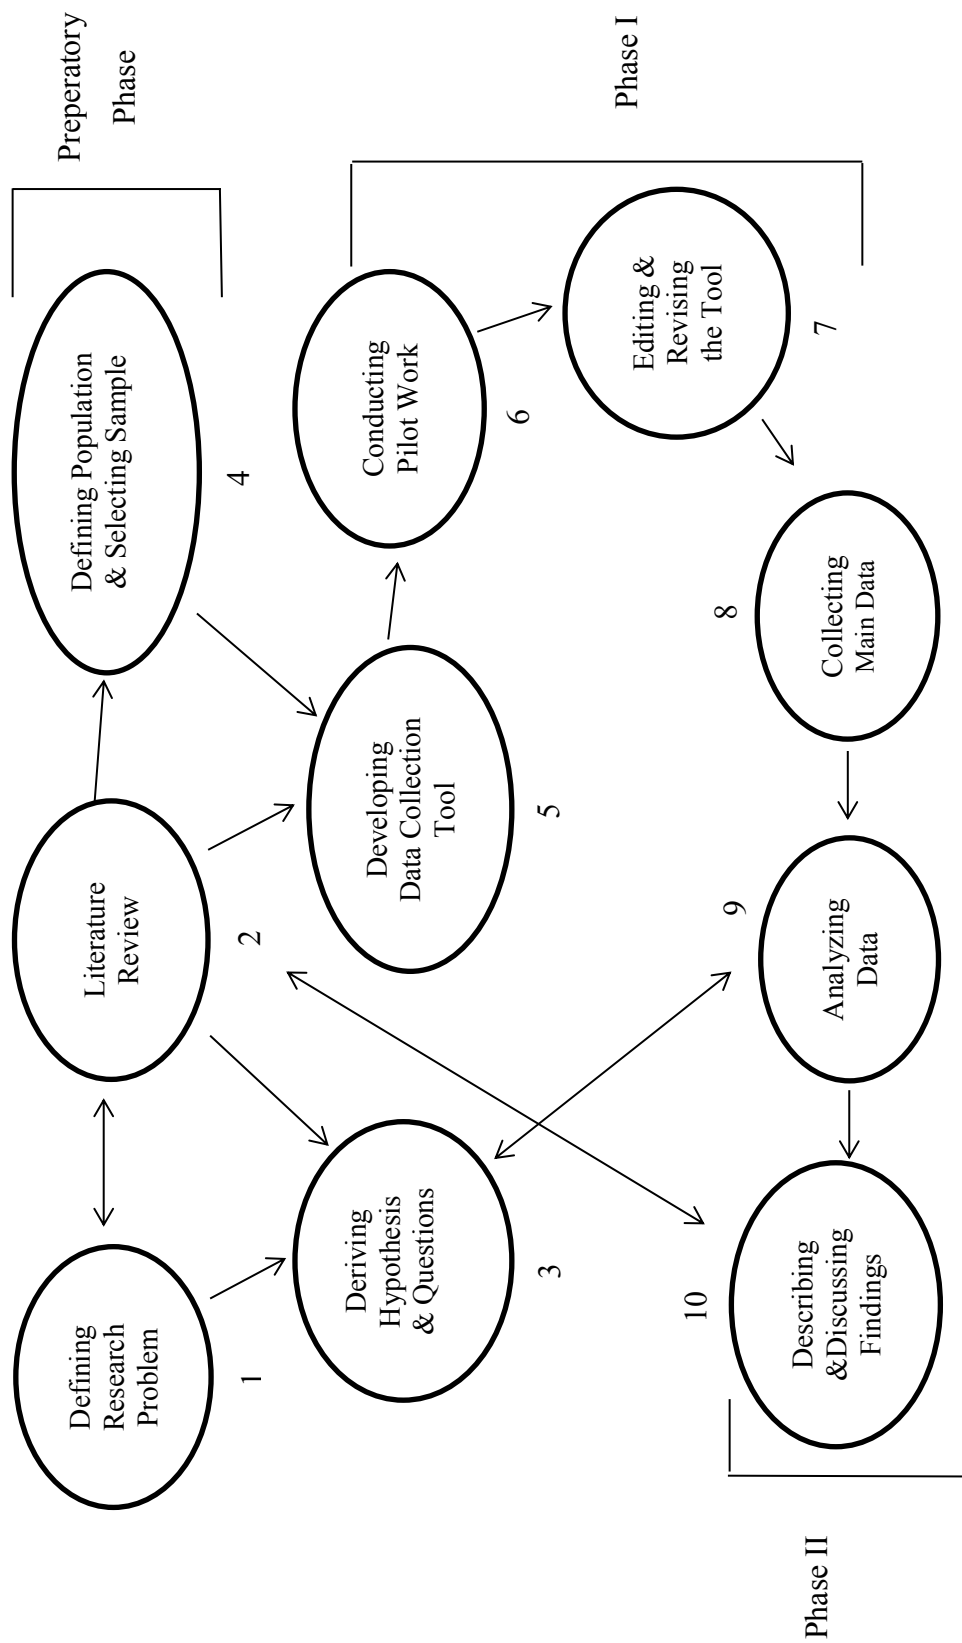 Preperatory
Phase
Defining
Research
Problem
1
Literature
Review
2
Defining Population
& Selecting Sample
4
Phase I
Deriving
Hypothesis
& Questions
3
Developing
Data Collection
Tool
5
Conducting
Pilot Work
6
Editing &
Revising
the Tool
7
Phase II
10
Describing
&Discussing
Findings
9
Analyzing
Data
8
Collecting
Main Data